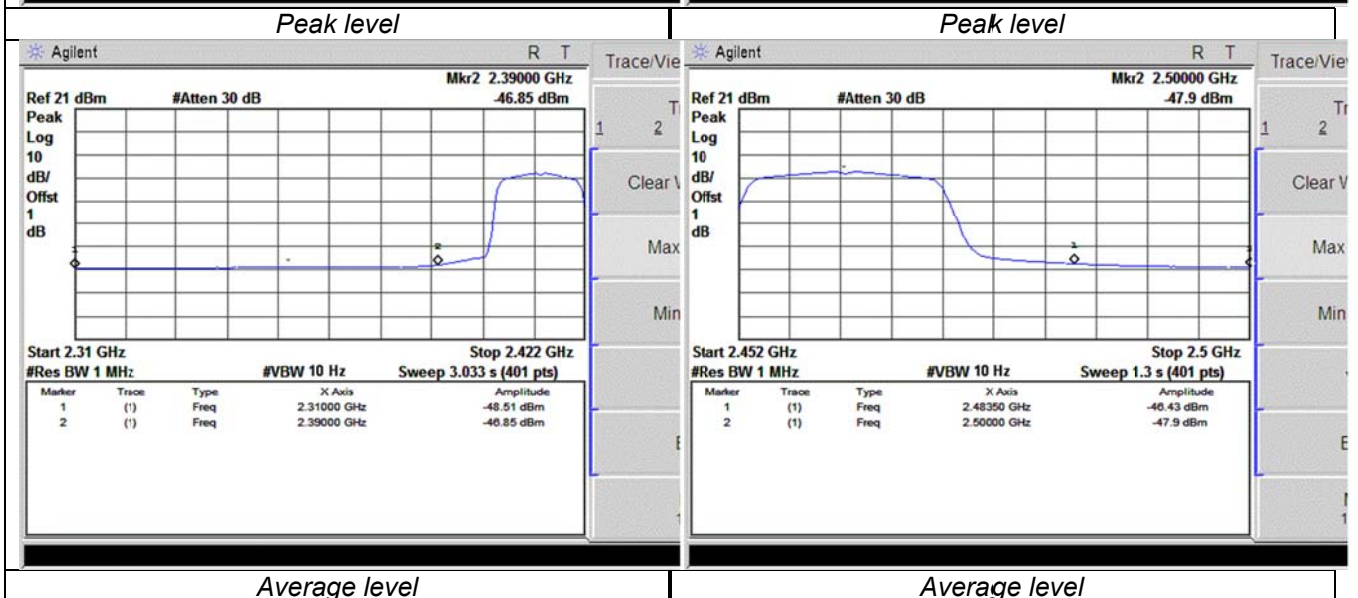 Peak level
Peak level
Agilent
R T
Mkr2 2.39000 GHz
Ref 21 dBm #Atten 30 dB -46.85 dBm
Peak
Log
10
dB/
Offst
1
dB
Start 2.31 GHz Stop 2.422 GHz
#Res BW 1 MHz #VBW 10 Hz Sweep 3.033 s (401 pts)
Marker Trace Type X Axis Amplitude
1 (1) Freq 2.31000 GHz -48.51 dBm
2 (1) Freq 2.39000 GHz -46.85 dBm
Trace/Vie
1 2
Clear
Max
Min
Agilent
R T
Mkr2 2.50000 GHz
Ref 21 dBm #Atten 30 dB -47.9 dBm
Peak
Log
10
dB/
Offst
1
dB
Start 2.452 GHz Stop 2.5 GHz
#Res BW 1 MHz #VBW 10 Hz Sweep 1.3 s (401 pts)
Marker Trace Type X Axis Amplitude
1 (1) Freq 2.48350 GHz -46.43 dBm
2 (1) Freq 2.50000 GHz -47.9 dBm
Trace/Vie
1 2
Clear
Max
Min
Average level
Average level